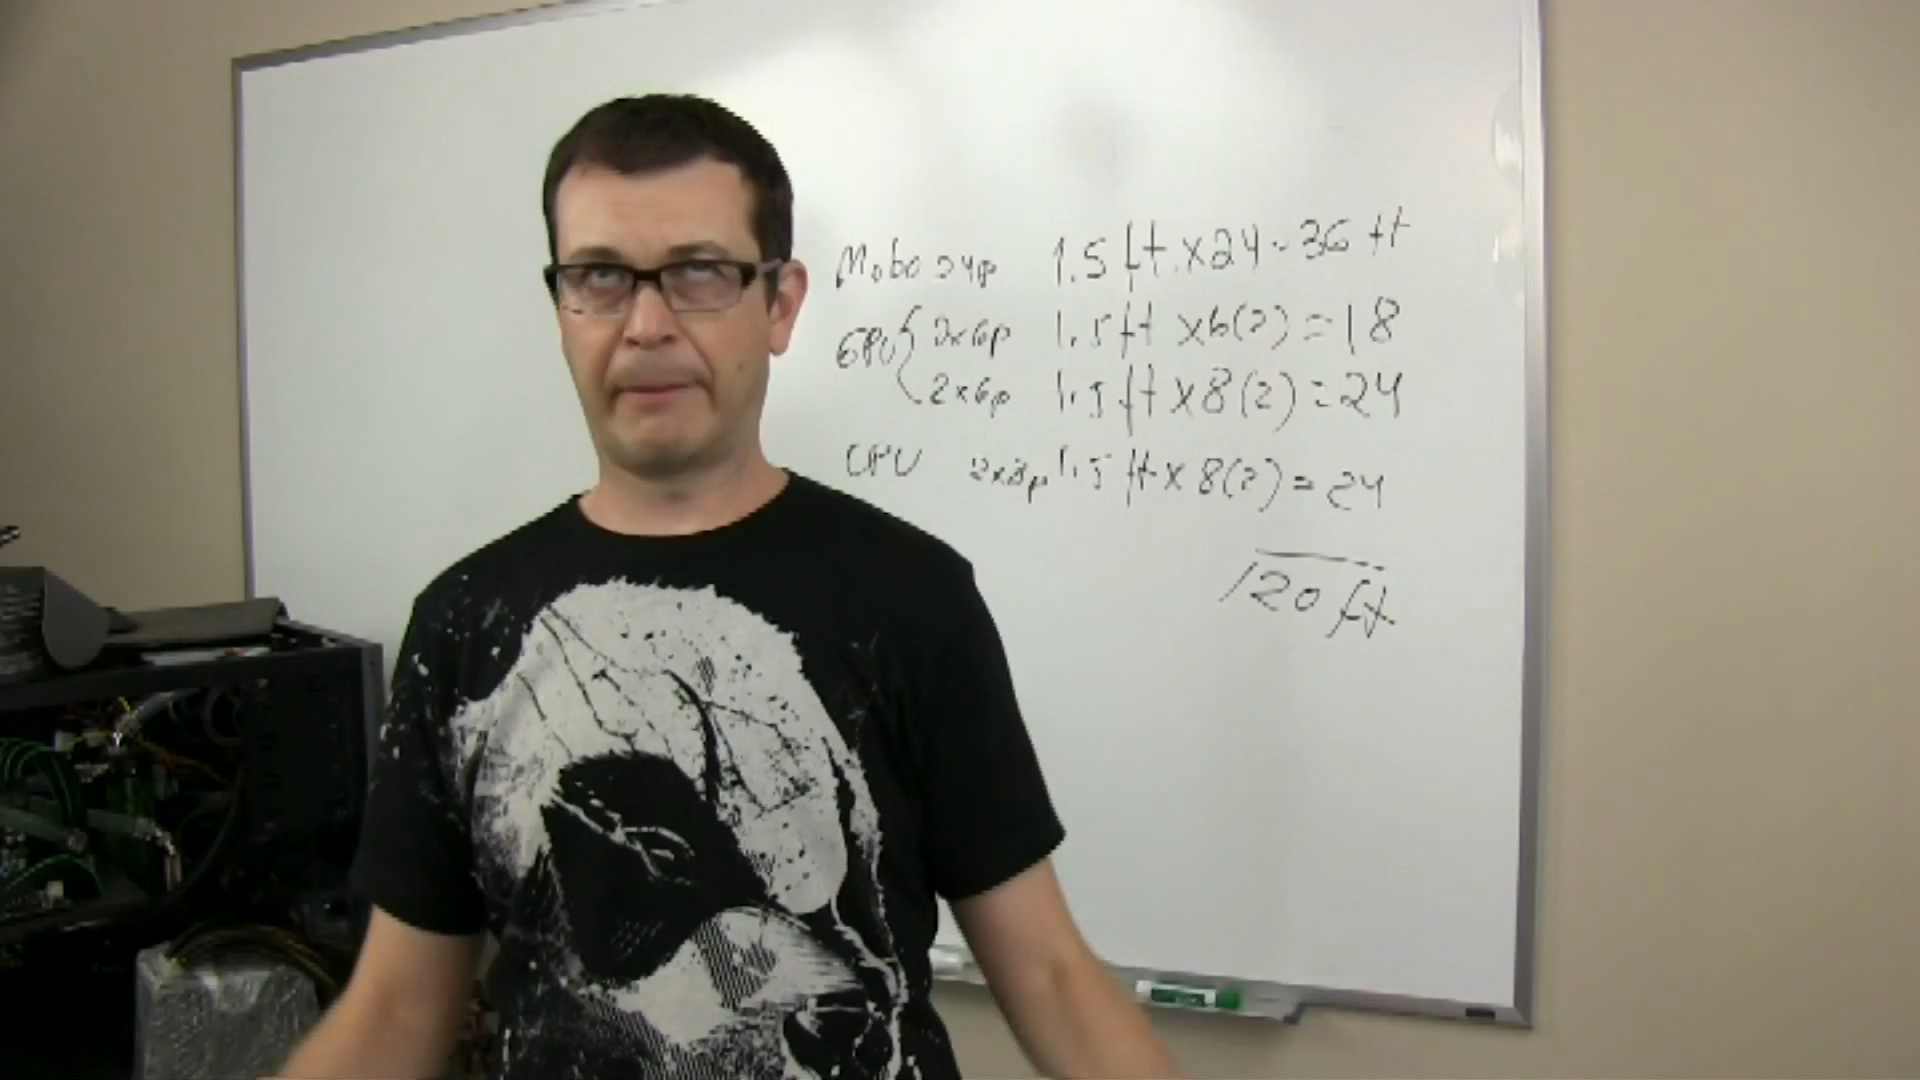 Mobo 24p 1.5 ft x 24 - 36 ft
GPU { 2x6p 1.5 ft x6(2) = 18
2x6p 1.5 ft x 8(2) = 24
CPU 2x8p 1.5 ft x 8(2) = 24
120 ft